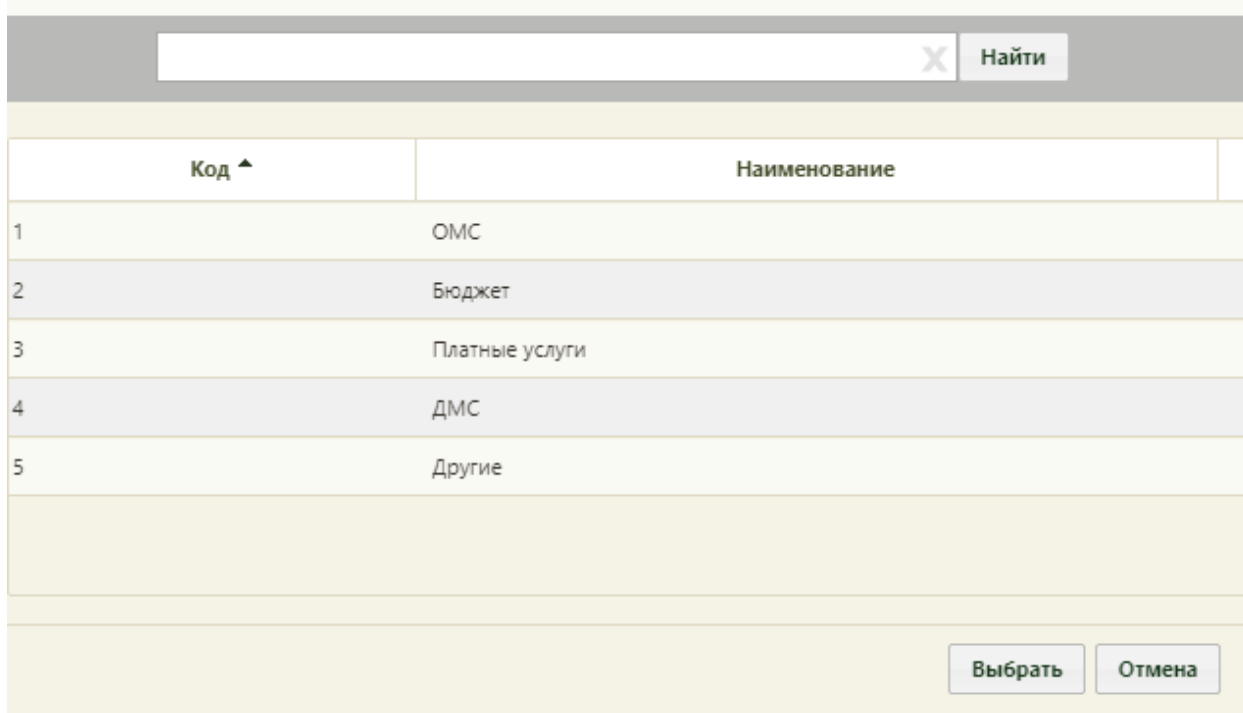 X Найти
Код Наименование
1 ОМС
2 Бюджет
3 Платные услуги
4 ДМС
5 Другие
Выбрать Отмена